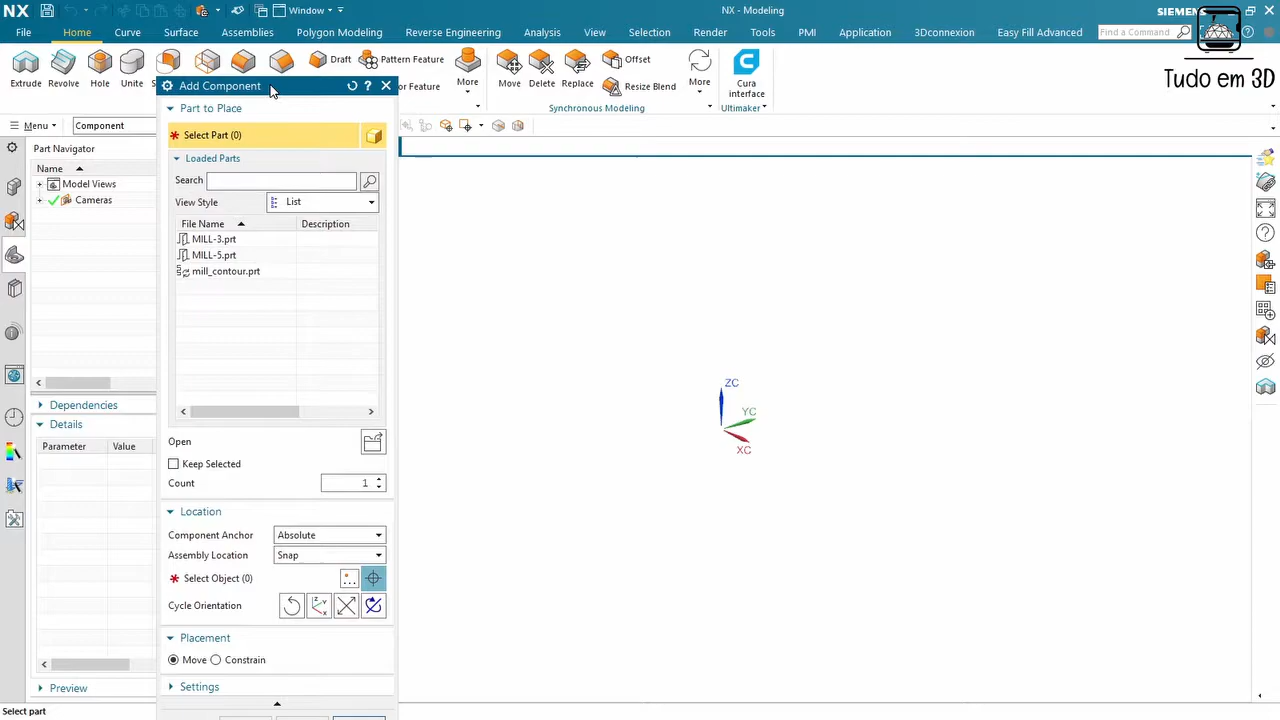 NX
Window
NX - Modeling
SIEMENS
File Home Curve Surface Assemblies Polygon Modeling Reverse Engineering Analysis View Selection Render Tools PMI Application 3Dconnexion Easy Fill Advanced Find a Command
Extrude Revolve Hole Unite Draft Pattern Feature More Move Delete Replace Offset Resize Blend More Cura interface
or Feature
Synchronous Modeling Ultimaker
Tudo em 3D
Menu Component
Add Component
Part to Place
Select Part (0)
Loaded Parts
Search
View Style List
File Name Description
MILL-3.prt
MILL-5.prt
mill_contour.prt
Open
Keep Selected
Count 1
Location
Component Anchor Absolute
Assembly Location Snap
Select Object (0)
Cycle Orientation
Placement
Move Constrain
Settings
Part Navigator
Name
Model Views
Cameras
Dependencies
Details
Parameter Value
Preview
Select part
ZC
YC
XC